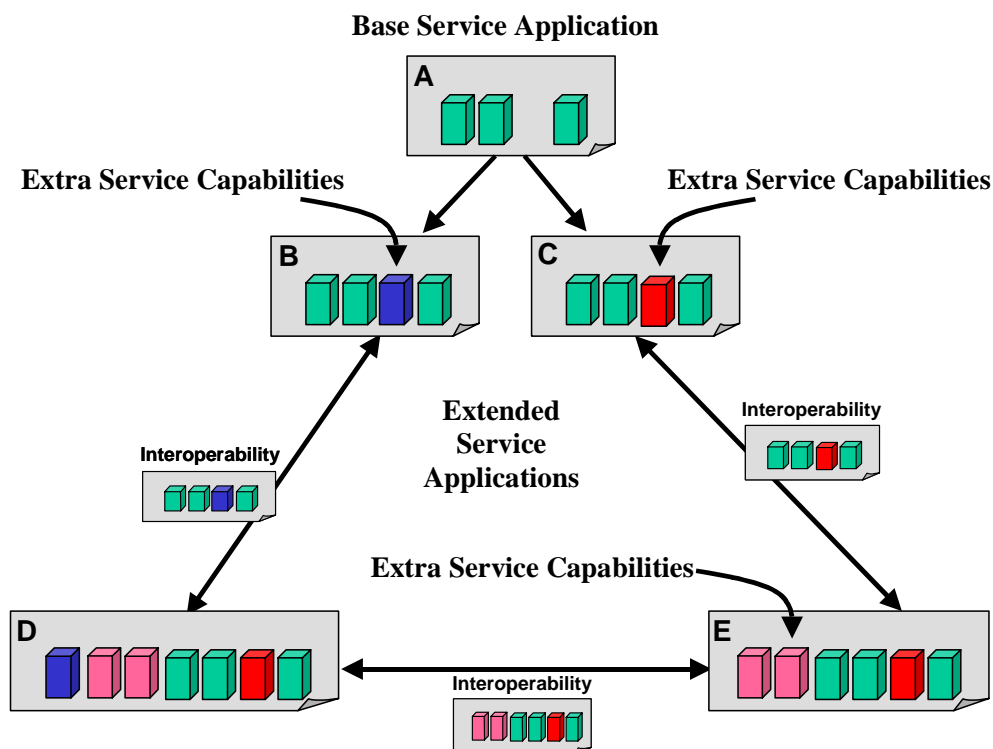 Base Service Application
A
Extra Service Capabilities
Extra Service Capabilities
B
C
Extended
Service
Applications
Interoperability
Interoperability
Extra Service Capabilities
D
E
Interoperability